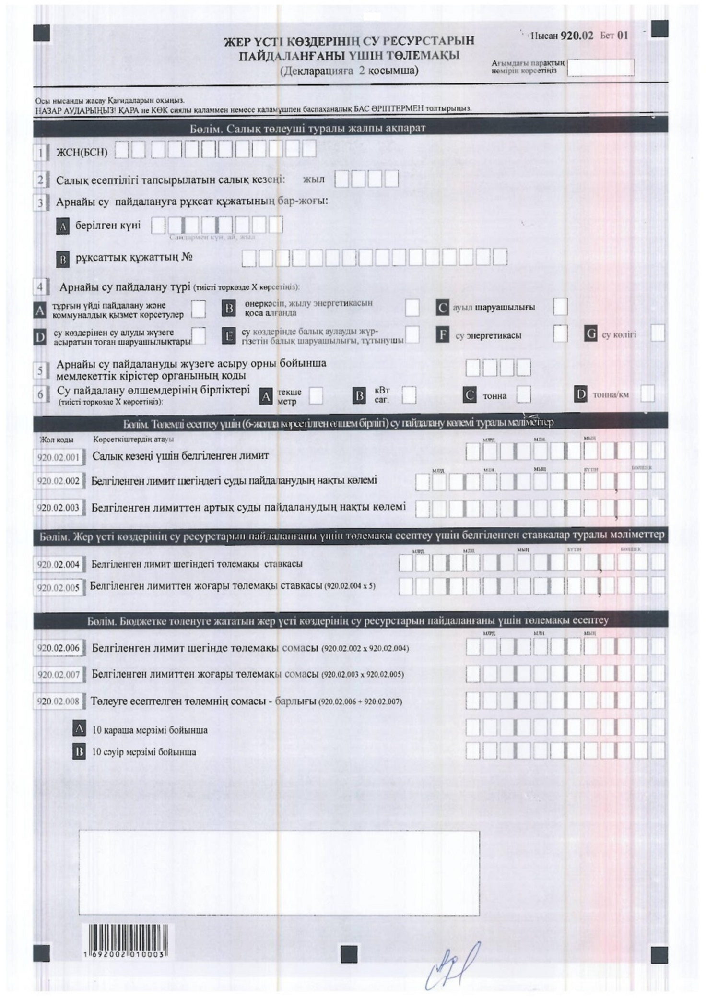 Нысан 920.02 Бет 01
ЖЕР ҮСТІ КӨЗДЕРІНІҢ СУ РЕСУРСТАРЫН
ПАЙДАЛАНҒАНЫ ҮШІН ТӨЛЕМАҚЫ
(Декларацияға 2 қосымша)
Ағымдағы парақтың
нөмірін көрсетіңіз
Осы нысанды жасау Қағидаларын оқыңыз.
НАЗАР АУДАРЫҢЫЗ! ҚАРА не КӨК сиялы қаламмен немесе қаламұшпен баспаханалық БАС ӘРІПТЕРМЕН толтырыңыз.
Бөлім. Салық төлеуші туралы жалпы ақпарат
1 ЖСН(БСН)
2 Салық есептілігі тапсырылатын салық кезеңі: жыл
3 Арнайы су пайдалануға рұқсат құжатының бар-жоғы:
A берілген күні
Сандармен күн, ай, жыл
B рұқсаттық құжаттың №
4 Арнайы су пайдалану түрі (тиісті торкөзде Х көрсетіңіз):
A тұрғын үйді пайдалану және
коммуналдық қызмет көрсетулер
B өнеркәсіп, жылу энергетикасын
қоса алғанда
C ауыл шаруашылығы
D су көздерінен су алуды жүзеге
асыратын тоған шаруашылықтары
E су көздерінде балық аулауды жүр-
гізетін балық шаруашылығы, тұтынушы
F су энергетикасы
G су көлігі
5 Арнайы су пайдалануды жүзеге асыру орны бойынша
мемлекеттік кірістер органының коды
6 Су пайдалану өлшемдерінің бірліктері
(тиісті торкөзде Х көрсетіңіз):
A текше
метр
B кВт
сағ.
C тонна
D тонна/км
Бөлім. Төлемді есептеу үшін (6-жолда көрсетілген өлшем бірлігі) су пайдалану көлемі туралы мәліметтер
Жол коды Көрсеткіштердің атауы млрд. млн. мың
920.02.001 Салық кезеңі үшін белгіленген лимит
млрд. млн. мың бүтін бөлшек
920.02.002 Белгіленген лимит шегіндегі суды пайдаланудың нақты көлемі ,
920.02.003 Белгіленген лимиттен артық суды пайдаланудың нақты көлемі ,
Бөлім. Жер үсті көздерінің су ресурстарын пайдаланғаны үшін төлемақы есептеу үшін белгіленген ставкалар туралы мәліметтер
млрд. млн. мың бүтін бөлшек
920.02.004 Белгіленген лимит шегіндегі төлемақы ставкасы ,
920.02.005 Белгіленген лимиттен жоғары төлемақы ставкасы (920.02.004 х 5) ,
Бөлім. Бюджетке төленуге жататын жер үсті көздерінің су ресурстарын пайдаланғаны үшін төлемақы есептеу
млрд. млн. мың
920.02.006 Белгіленген лимит шегінде төлемақы сомасы (920.02.002 х 920.02.004)
920.02.007 Белгіленген лимиттен жоғары төлемақы сомасы (920.02.003 х 920.02.005)
920.02.008 Төлеуге есептелген төлемнің сомасы - барлығы (920.02.006 + 920.02.007)
A 10 қараша мерзімі бойынша
B 10 сәуір мерзімі бойынша
1 692002 010003